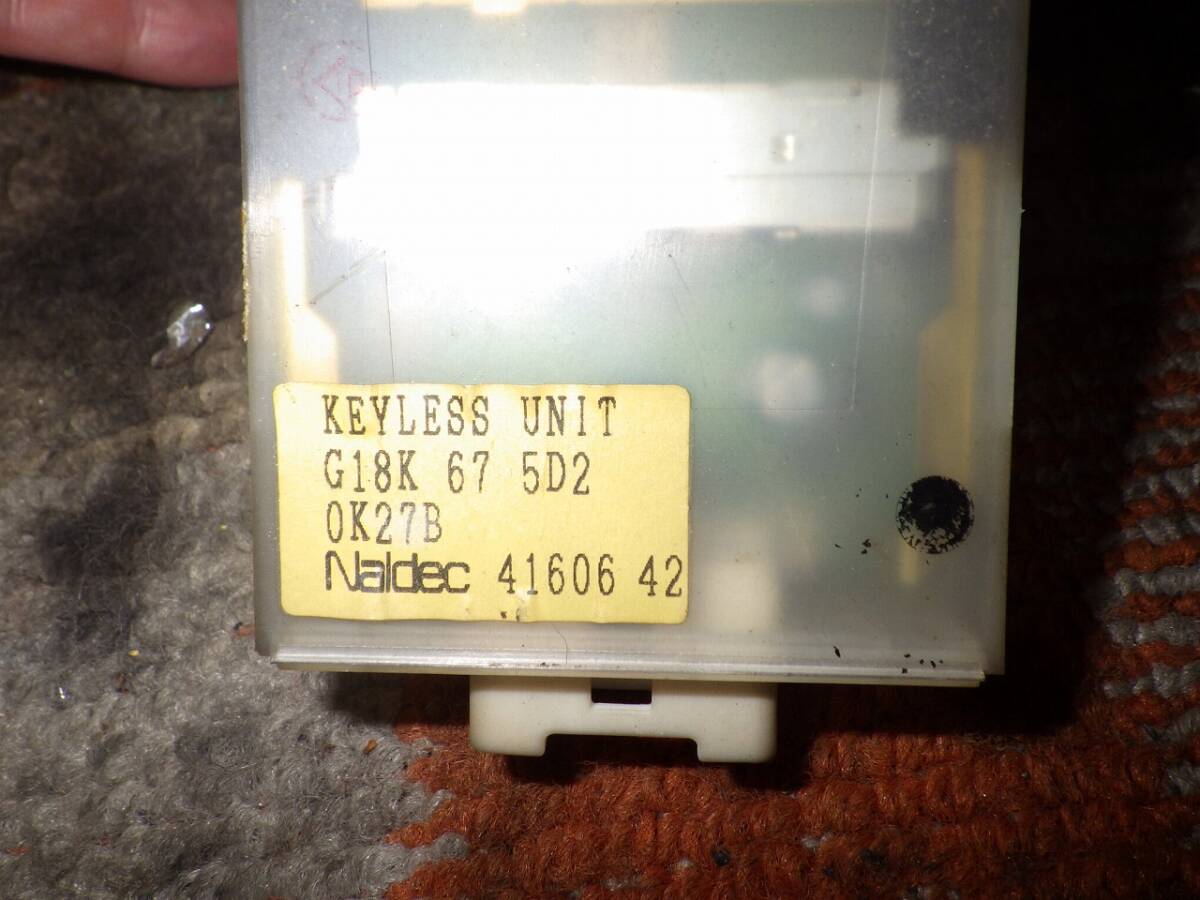 KEYLESS UNIT
G18K 67 5D2
0K27B
Naldec 41606 42